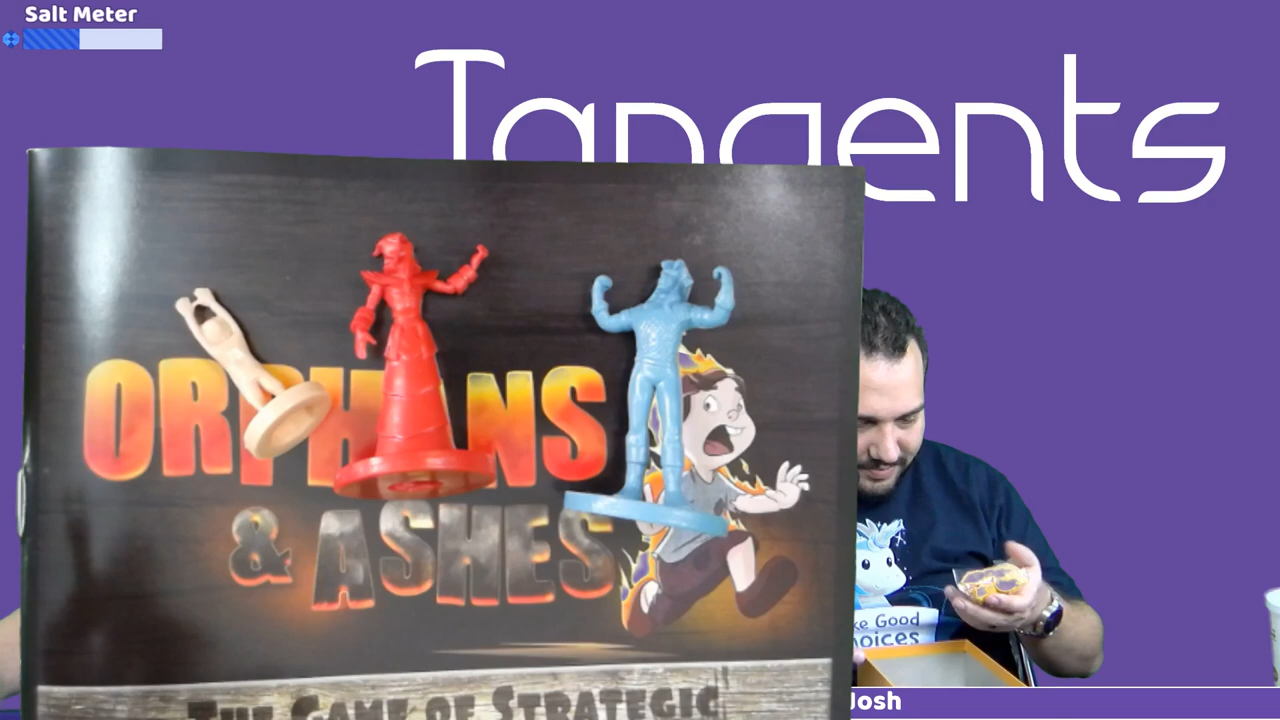 Salt Meter
Tangents
ORPHANS
& ASHES
THE GAME OF STRATEGIC
ke Good
hoices
Josh